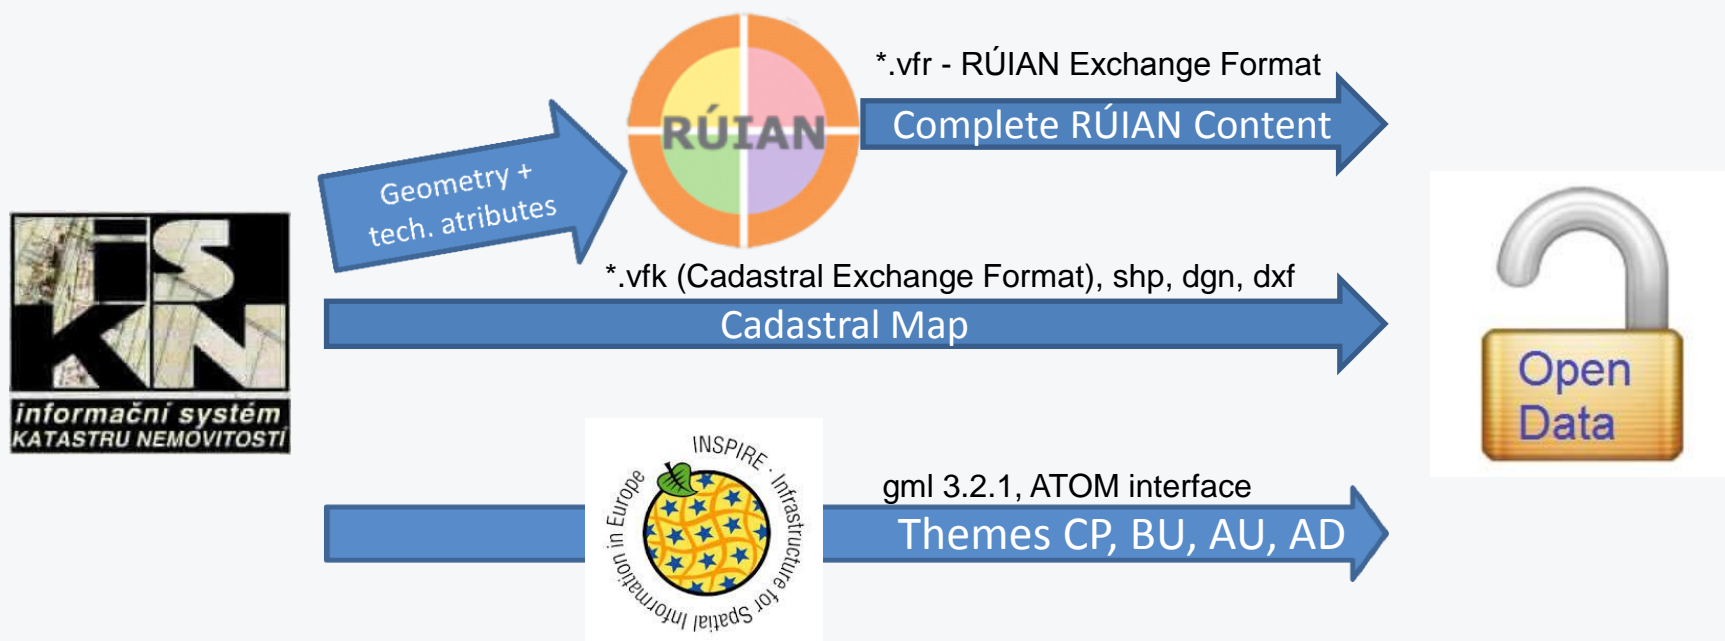 *.vfr - RÚIAN Exchange Format
RÚIAN
Complete RÚIAN Content
Geometry +
tech. atributes
iS
KN
informační systém
KATASTRU NEMOVITOSTÍ
*.vfk (Cadastral Exchange Format), shp, dgn, dxf
Cadastral Map
Open
Data
INSPIRE · Infrastructure for Spatial Information in Europe
gml 3.2.1, ATOM interface
Themes CP, BU, AU, AD